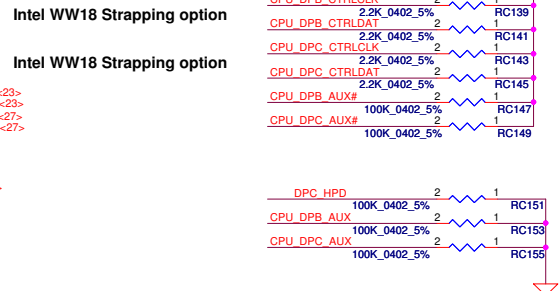 CPU_DPB_CTRLCLK 2 1
Intel WW18 Strapping option
2.2K_0402_5% RC139
CPU_DPB_CTRLDAT 2 1
2.2K_0402_5% RC141
CPU_DPC_CTRLCLK 2 1
Intel WW18 Strapping option
2.2K_0402_5% RC143
CPU_DPC_CTRLDAT 2 1
2.2K_0402_5% RC145
<23>
CPU_DPB_AUX# 2 1
<23>
100K_0402_5% RC147
<27>
CPU_DPC_AUX# 2 1
<27>
100K_0402_5% RC149
DPC_HPD 2 1
100K_0402_5% RC151
CPU_DPB_AUX 2 1
100K_0402_5% RC153
CPU_DPC_AUX 2 1
100K_0402_5% RC155